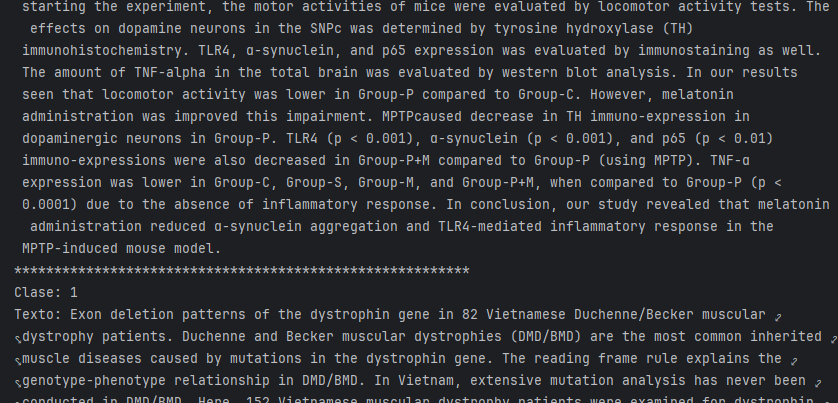 starting the experiment, the motor activities of mice were evaluated by locomotor activity tests. The
effects on dopamine neurons in the SNPc was determined by tyrosine hydroxylase (TH)
immunohistochemistry. TLR4, α-synuclein, and p65 expression was evaluated by immunostaining as well.
The amount of TNF-alpha in the total brain was evaluated by western blot analysis. In our results
seen that locomotor activity was lower in Group-P compared to Group-C. However, melatonin
administration was improved this impairment. MPTPcaused decrease in TH immuno-expression in
dopaminergic neurons in Group-P. TLR4 (p < 0.001), α-synuclein (p < 0.001), and p65 (p < 0.01)
immuno-expressions were also decreased in Group-P+M compared to Group-P (using MPTP). TNF-α
expression was lower in Group-C, Group-S, Group-M, and Group-P+M, when compared to Group-P (p <
0.0001) due to the absence of inflammatory response. In conclusion, our study revealed that melatonin
administration reduced α-synuclein aggregation and TLR4-mediated inflammatory response in the
MPTP-induced mouse model.
*********************************************************
Clase: 1
Texto: Exon deletion patterns of the dystrophin gene in 82 Vietnamese Duchenne/Becker muscular
dystrophy patients. Duchenne and Becker muscular dystrophies (DMD/BMD) are the most common inherited
muscle diseases caused by mutations in the dystrophin gene. The reading frame rule explains the
genotype-phenotype relationship in DMD/BMD. In Vietnam, extensive mutation analysis has never been
conducted in DMD/BMD. Here, 152 Vietnamese muscular dystrophy patients were examined for dystrophin